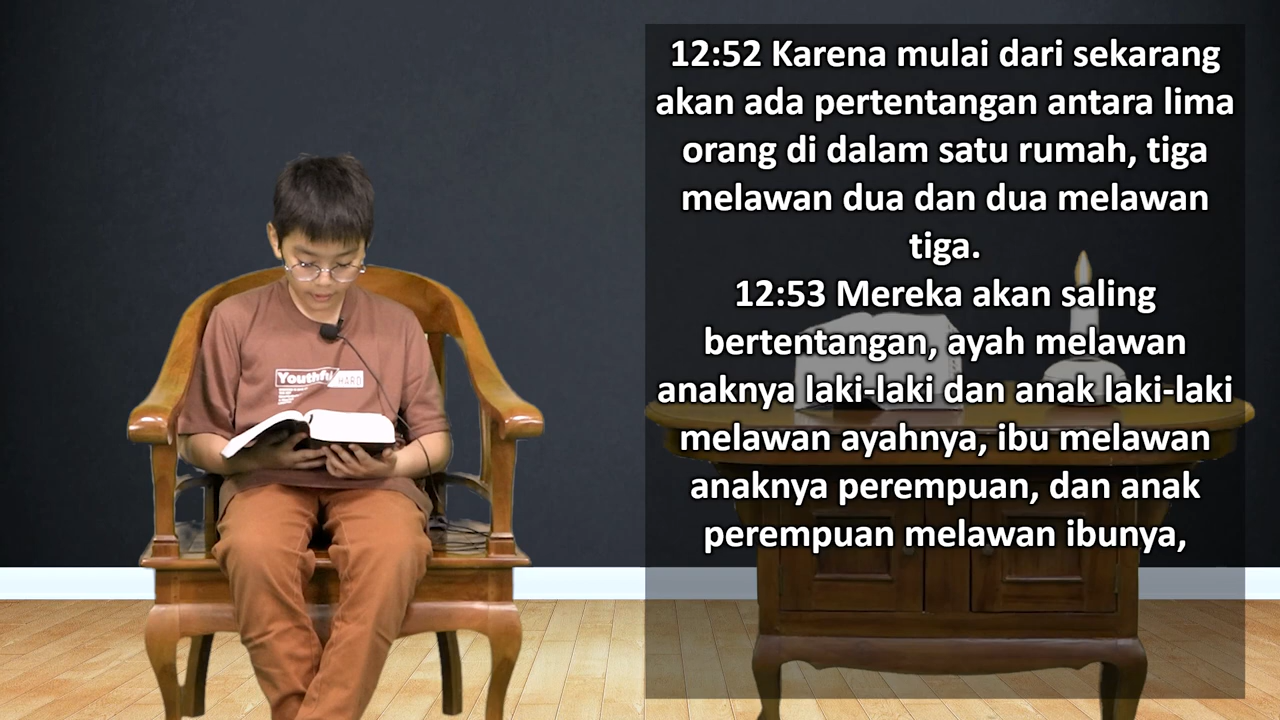 12:52 Karena mulai dari sekarang
akan ada pertentangan antara lima
orang di dalam satu rumah, tiga
melawan dua dan dua melawan
tiga.
12:53 Mereka akan saling
bertentangan, ayah melawan
anaknya laki-laki dan anak laki-laki
melawan ayahnya, ibu melawan
anaknya perempuan, dan anak
perempuan melawan ibunya,
HARD